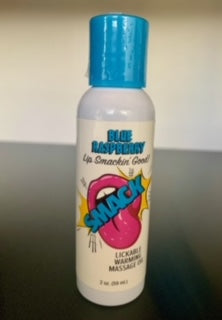 BLUE
RASPBERRY
Lip Smackin' Good!
SMACK
LICKABLE
WARMING
MASSAGE OIL
2 oz. (59 mL)